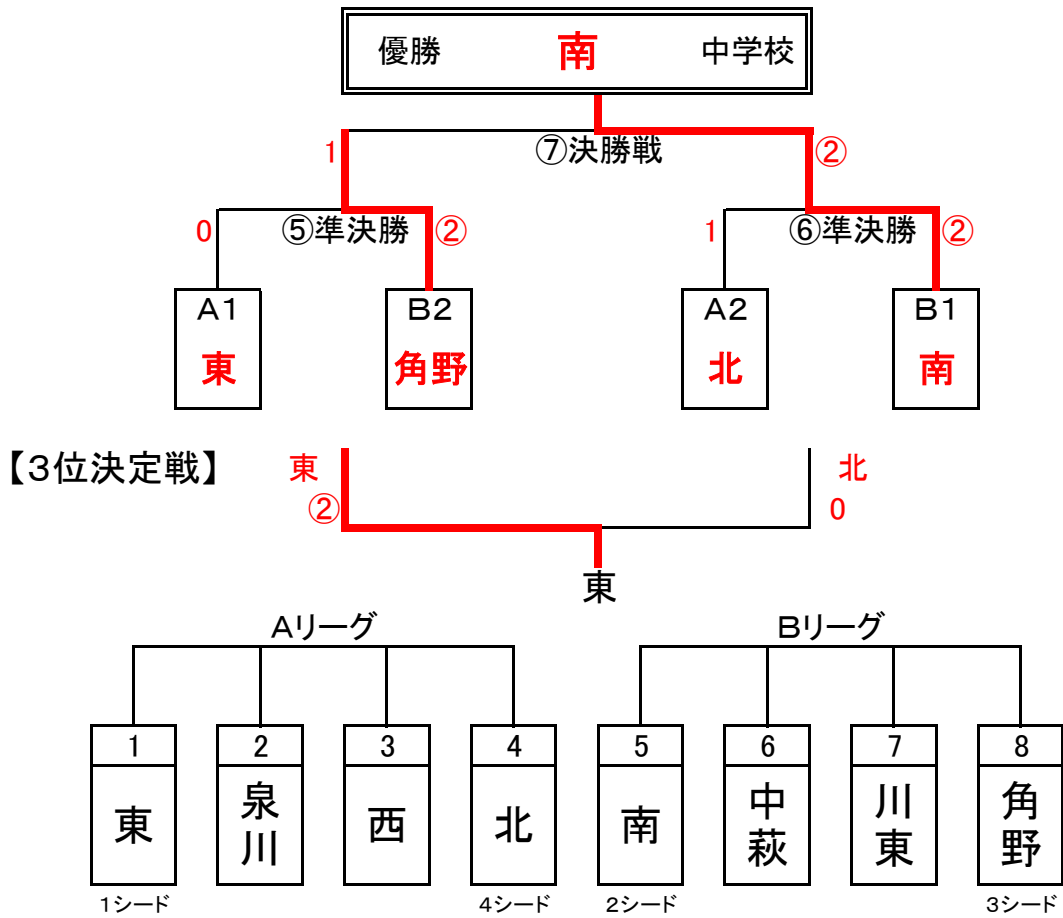 優勝 南 中学校
1 ⑦決勝戦 ②
0 ⑤準決勝 ② 1 ⑥準決勝 ②
A1 B2 A2 B1
東 角野 北 南
【3位決定戦】 東 北
② 0
東
Aリーグ Bリーグ
1 2 3 4 5 6 7 8
東 泉川 西 北 南 中萩 川東 角野
1シード 4シード 2シード 3シード